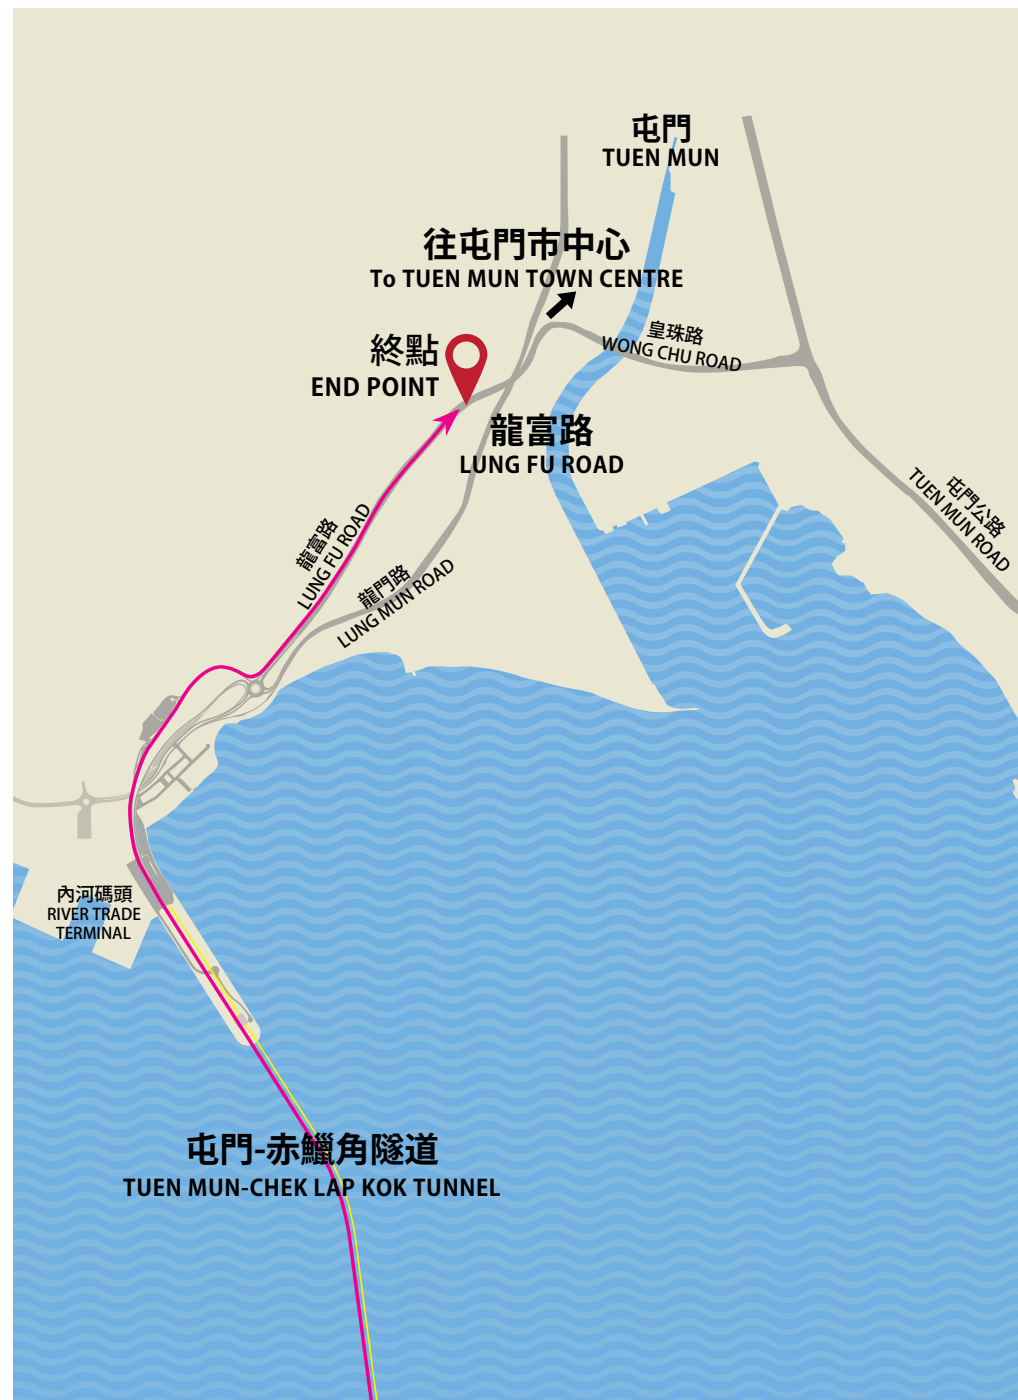 屯門
TUEN MUN
往屯門市中心
To TUEN MUN TOWN CENTRE
皇珠路
WONG CHU ROAD
終點
END POINT
龍富路
LUNG FU ROAD
屯門公路
TUEN MUN ROAD
龍富路
LUNG FU ROAD
龍門路
LUNG MUN ROAD
內河碼頭
RIVER TRADE
TERMINAL
屯門-赤鱲角隧道
TUEN MUN-CHEK LAP KOK TUNNEL